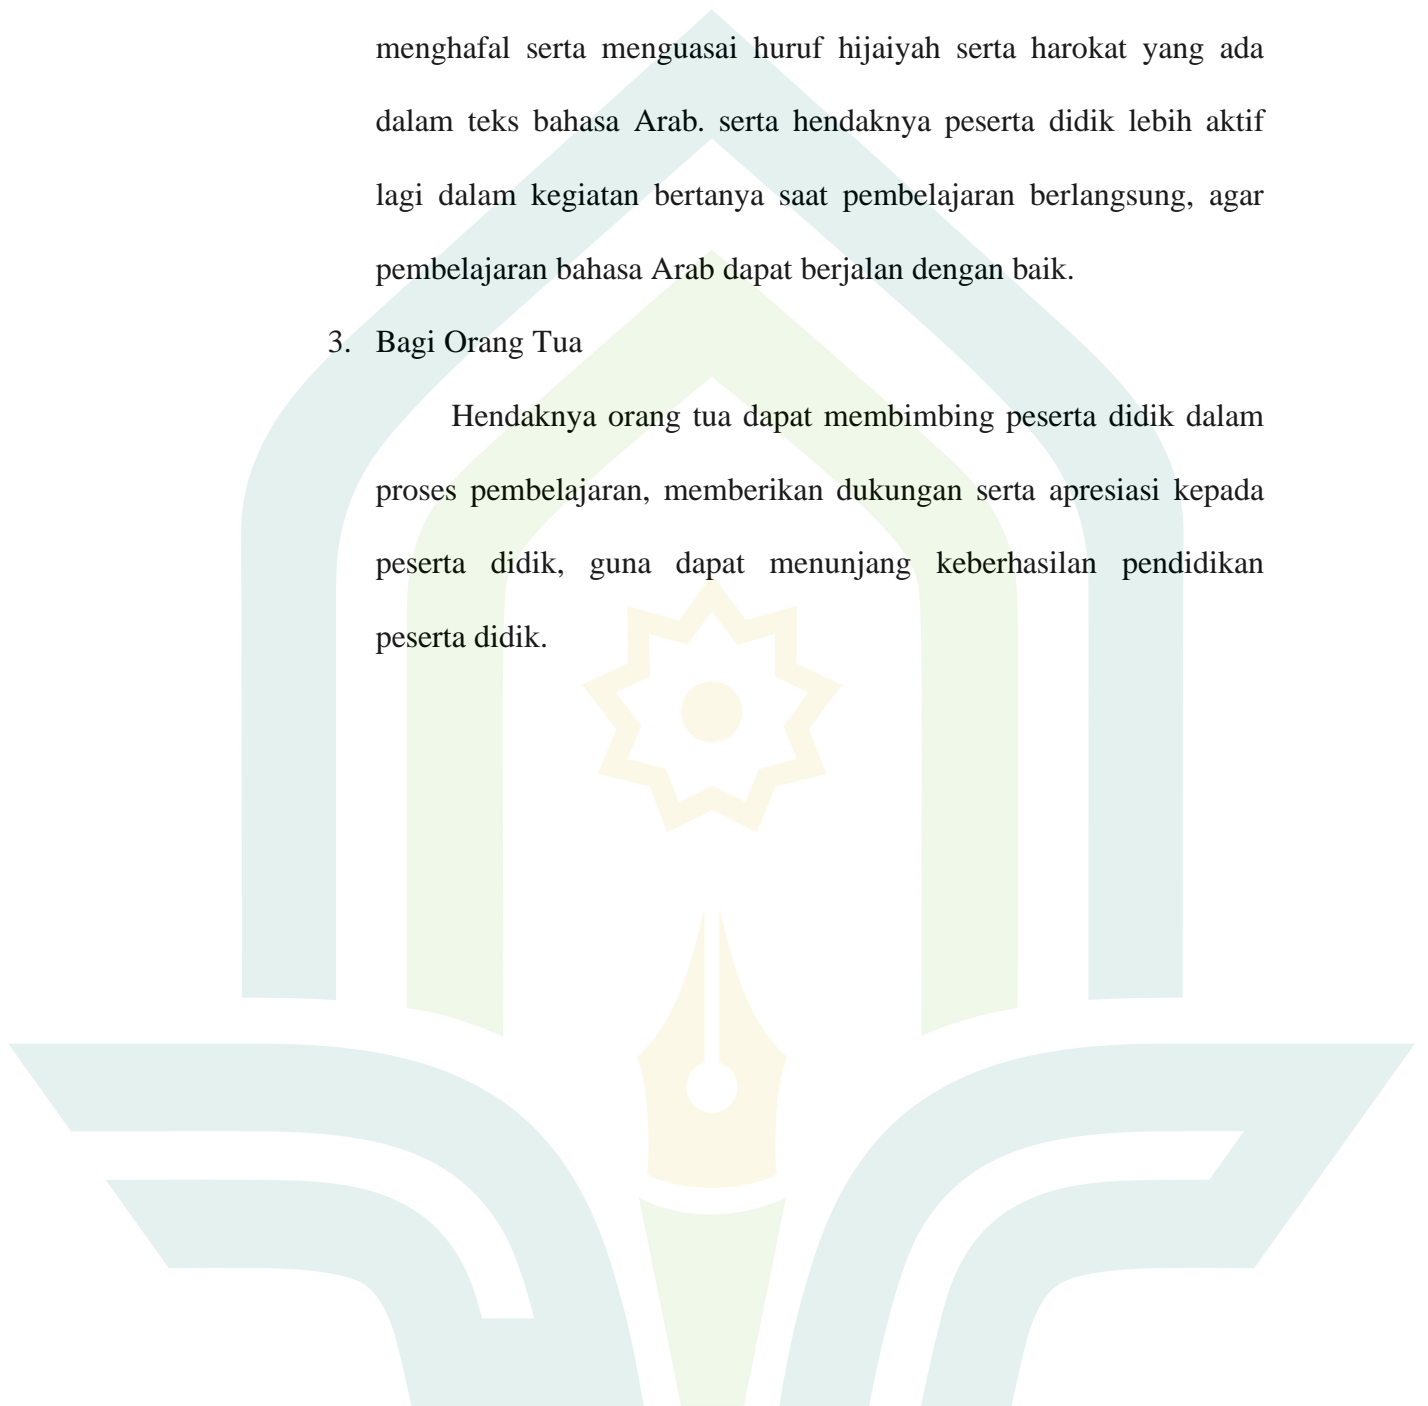 menghafal serta menguasai huruf hijaiyah serta harokat yang ada
dalam teks bahasa Arab. serta hendaknya peserta didik lebih aktif
lagi dalam kegiatan bertanya saat pembelajaran berlangsung, agar
pembelajaran bahasa Arab dapat berjalan dengan baik.
3. Bagi Orang Tua
Hendaknya orang tua dapat membimbing peserta didik dalam
proses pembelajaran, memberikan dukungan serta apresiasi kepada
peserta didik, guna dapat menunjang keberhasilan pendidikan
peserta didik.